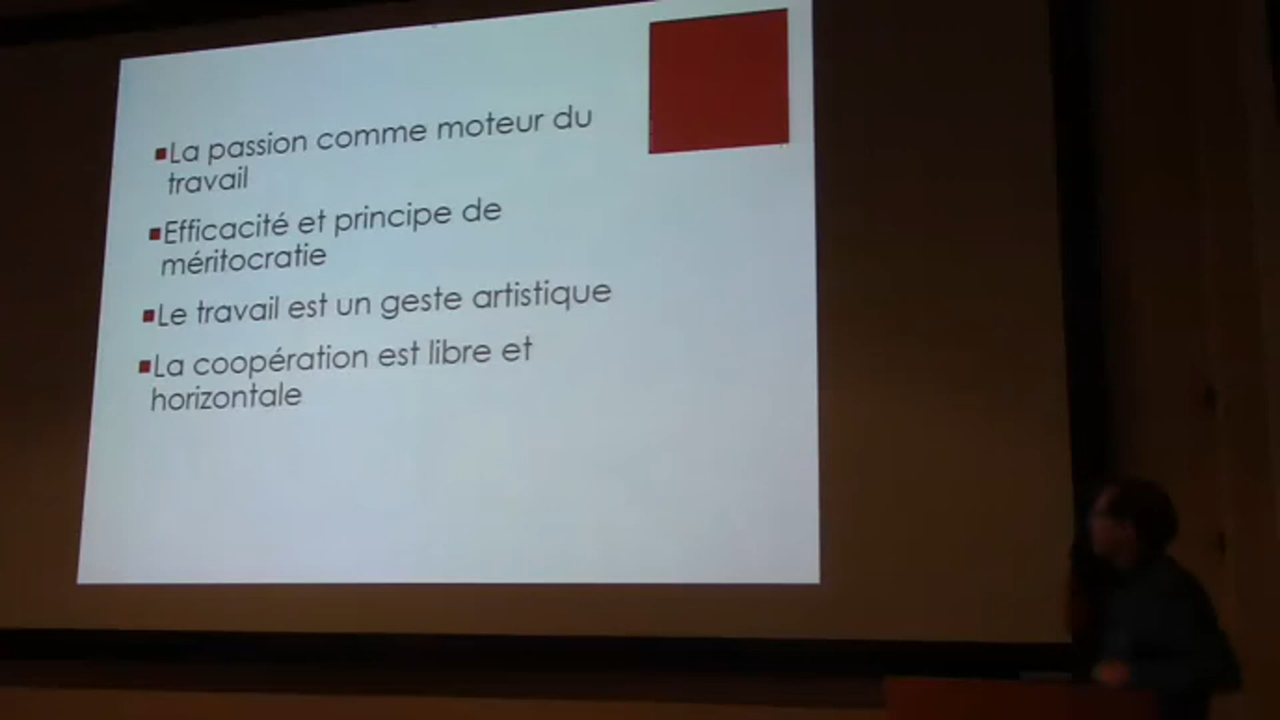 La passion comme moteur du
travail
Efficacité et principe de
méritocratie
Le travail est un geste artistique
La coopération est libre et
horizontale